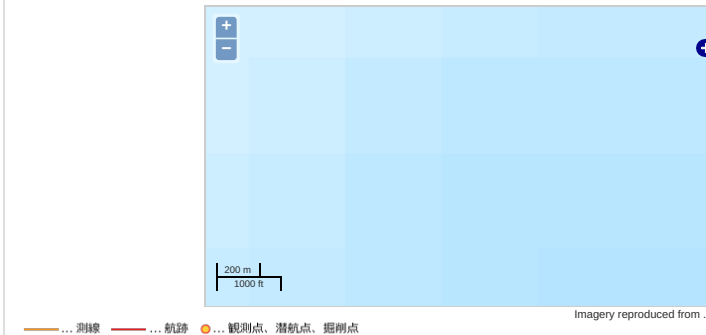 +
−
200 m
1000 ft
Imagery reproduced from .
... 測線 ... 航跡 ... 観測点、潜航点、掘削点